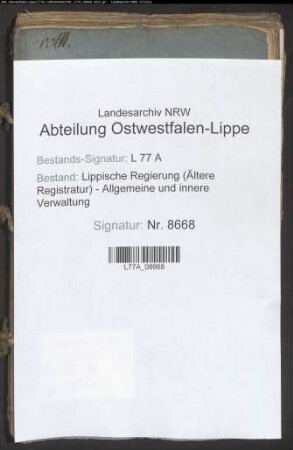 Landesarchiv NRW
Abteilung Ostwestfalen-Lippe
Bestands-Signatur: L 77 A
Bestand: Lippische Regierung (Ältere
Registratur) - Allgemeine und innere
Verwaltung
Signatur: Nr. 8668
L77A_08668